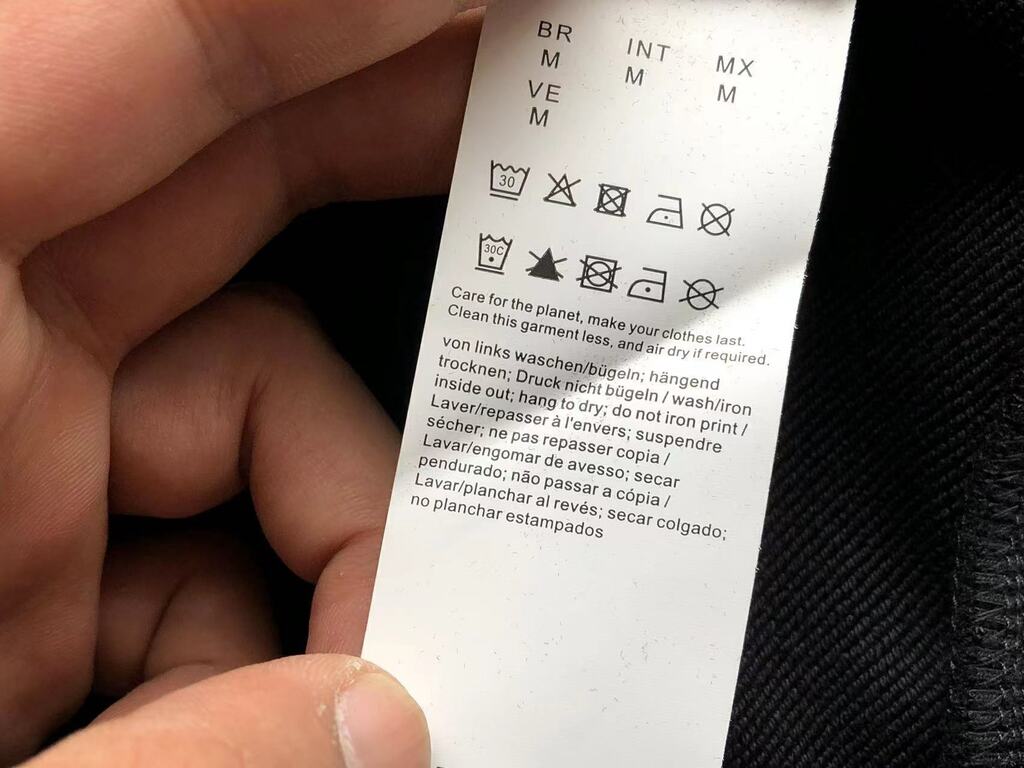 BR INT MX
M M M
VE
M
30
30C
Care for the planet, make your clothes last.
Clean this garment less, and air dry if required.
von links waschen/bügeln; hängend
trocknen; Druck nicht bügeln / wash/iron
inside out; hang to dry; do not iron print /
Laver/repasser à l'envers; suspendre
sécher; ne pas repasser copia /
Lavar/engomar de avesso; secar
pendurado; não passar a cópia /
Lavar/planchar al revés; secar colgado;
no planchar estampados